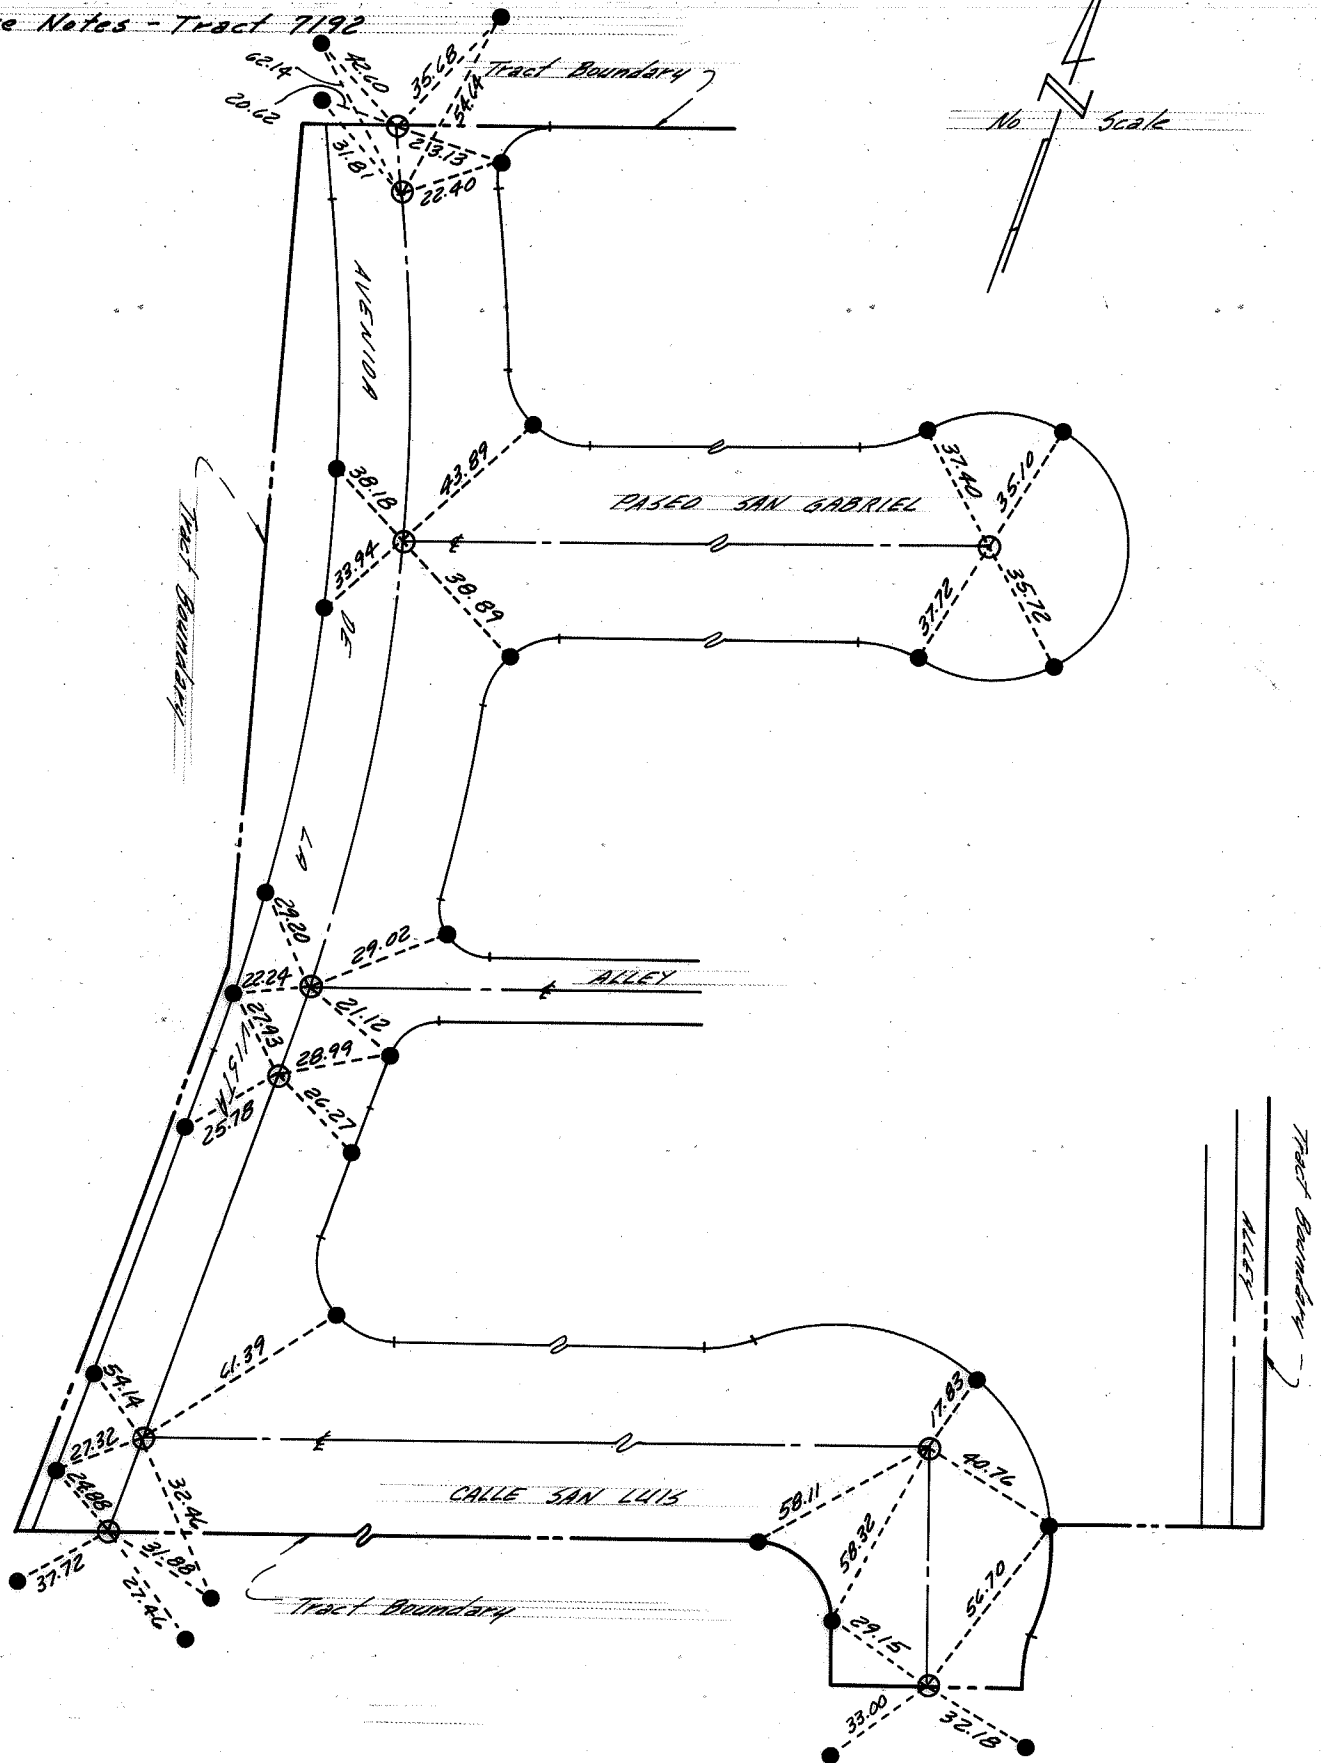 e Notes - Tract 7192
62.14
42.60
35.68
54.64
Tract Boundary
20.62
No Scale
31.81
213.13
22.40
AVENIDA
38.18
43.89
37.40
35.10
PASEO SAN GABRIEL
Tract Boundary
33.94
38.89
37.72
35.72
DE
LA
29.20
29.02
22.24
ALLEY
27.93
21.12
VISTA
28.99
25.78
26.27
Tract Boundary
ALLEY
61.39
54.14
17.83
27.32
40.76
24.88
32.46
CALLE SAN LUIS
58.11
58.32
37.72
31.88
27.46
56.70
Tract Boundary
29.15
33.00
32.18